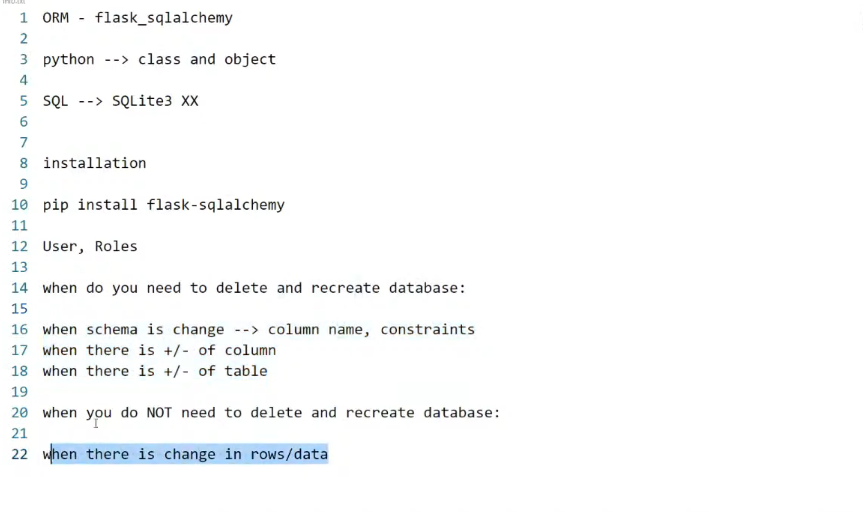 1 ORM - flask_sqlalchemy
2
3 python --> class and object
4
5 SQL --> SQLite3 XX
6
7
8 installation
9
10 pip install flask-sqlalchemy
11
12 User, Roles
13
14 when do you need to delete and recreate database:
15
16 when schema is change --> column name, constraints
17 when there is +/- of column
18 when there is +/- of table
19
20 when you do NOT need to delete and recreate database:
21
22 when there is change in rows/data